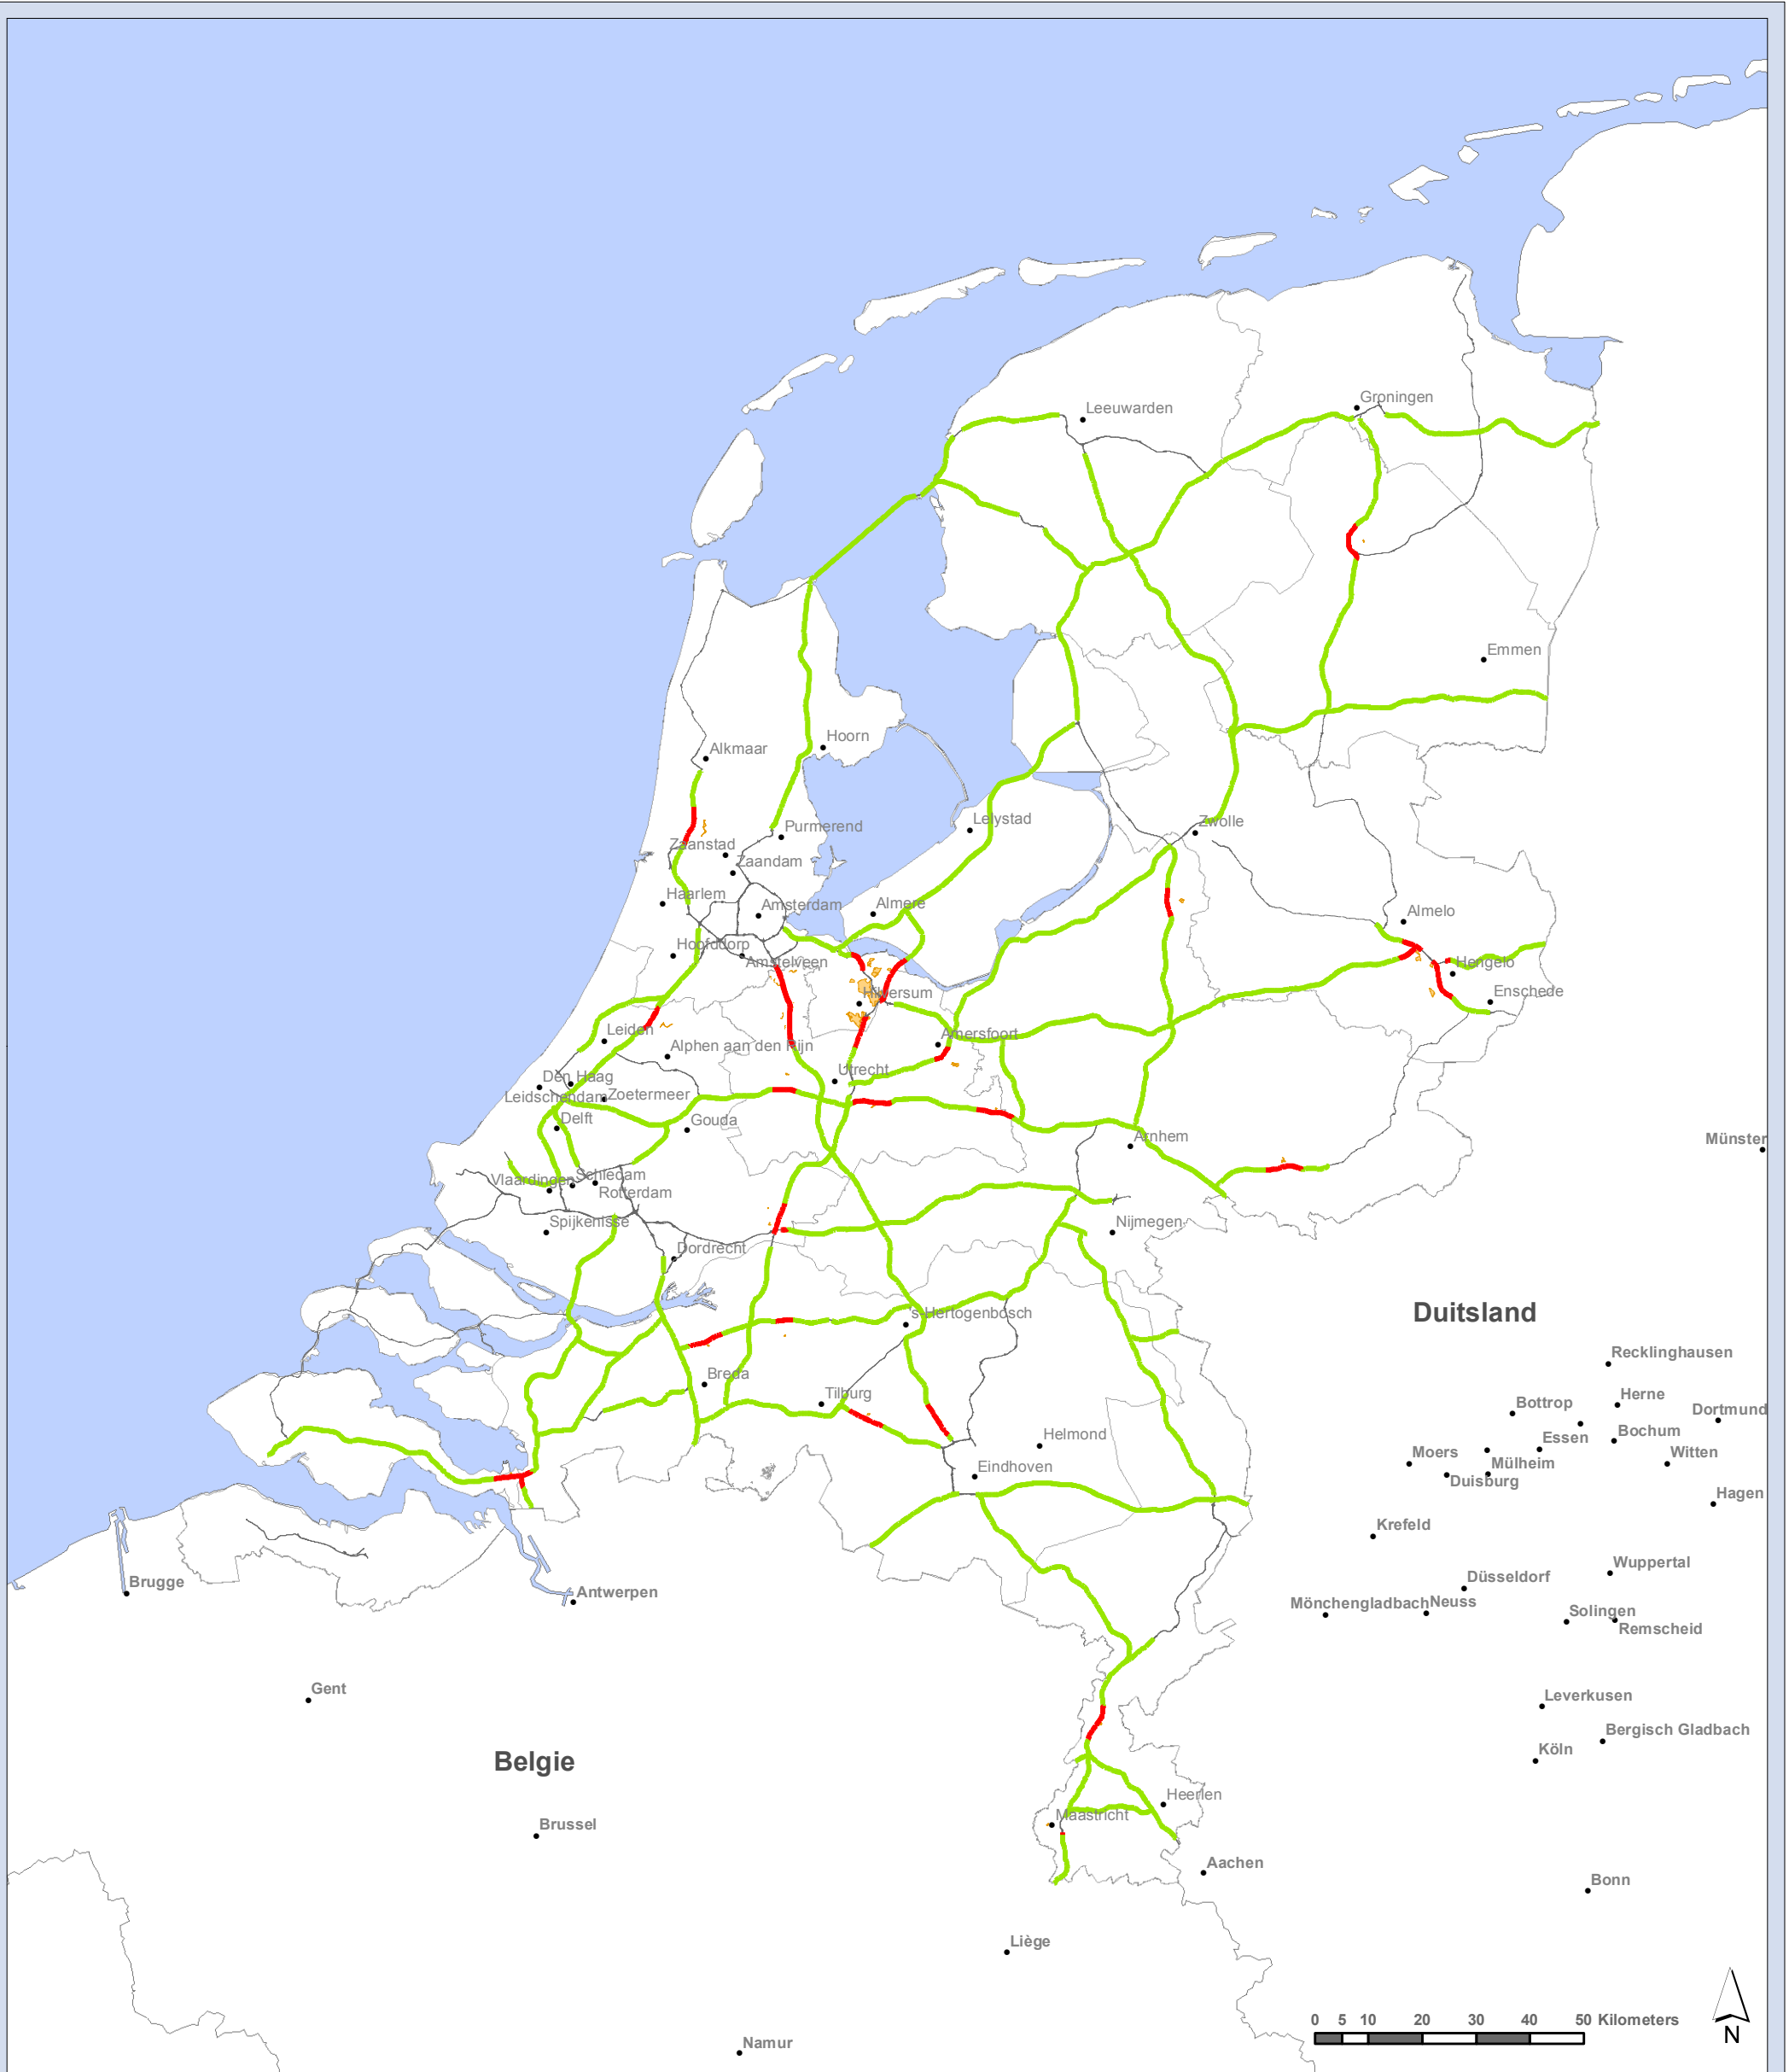 Groningen
Leeuwarden
Emmen
Hoorn
Alkmaar
Lelystad
Zwolle
Purmerend
Zaanstad
Zaandam
Haarlem
Amsterdam
Almere
Almelo
Hoofddorp
Amstelveen
Hengelo
Hilversum
Enschede
Leiden
Amersfoort
Alphen aan den Rijn
Utrecht
Den Haag
Leidschendam
Zoetermeer
Delft
Gouda
Arnhem
Münster
Schiedam
Vlaardingen
Rotterdam
Spijkenisse
Nijmegen
Dordrecht
's-Hertogenbosch
Duitsland
Recklinghausen
Breda
Tilburg
Herne
Bottrop
Dortmund
Helmond
Essen
Bochum
Moers
Mülheim
Witten
Eindhoven
Duisburg
Hagen
Krefeld
Wuppertal
Düsseldorf
Brugge
Antwerpen
Mönchengladbach
Neuss
Solingen
Remscheid
Gent
Leverkusen
Bergisch Gladbach
Köln
Belgie
Heerlen
Maastricht
Brussel
Aachen
Bonn
Liège
0 5 10 20 30 40 50 Kilometers
N
Namur